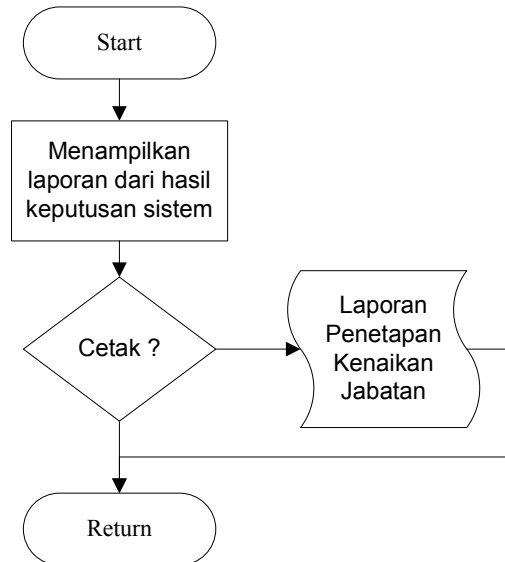 Start
Menampilkan
laporan dari hasil
keputusan sistem
Cetak ?
Laporan
Penetapan
Kenaikan
Jabatan
Return